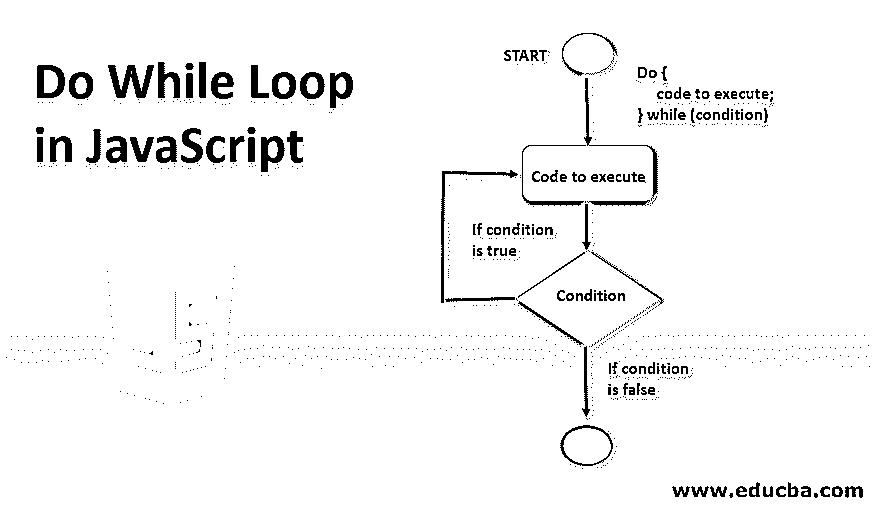 Do While Loop
in JavaScript
START
Do {
code to execute;
} while (condition)
Code to execute
If condition
is true
Condition
If condition
is false
www.educba.com